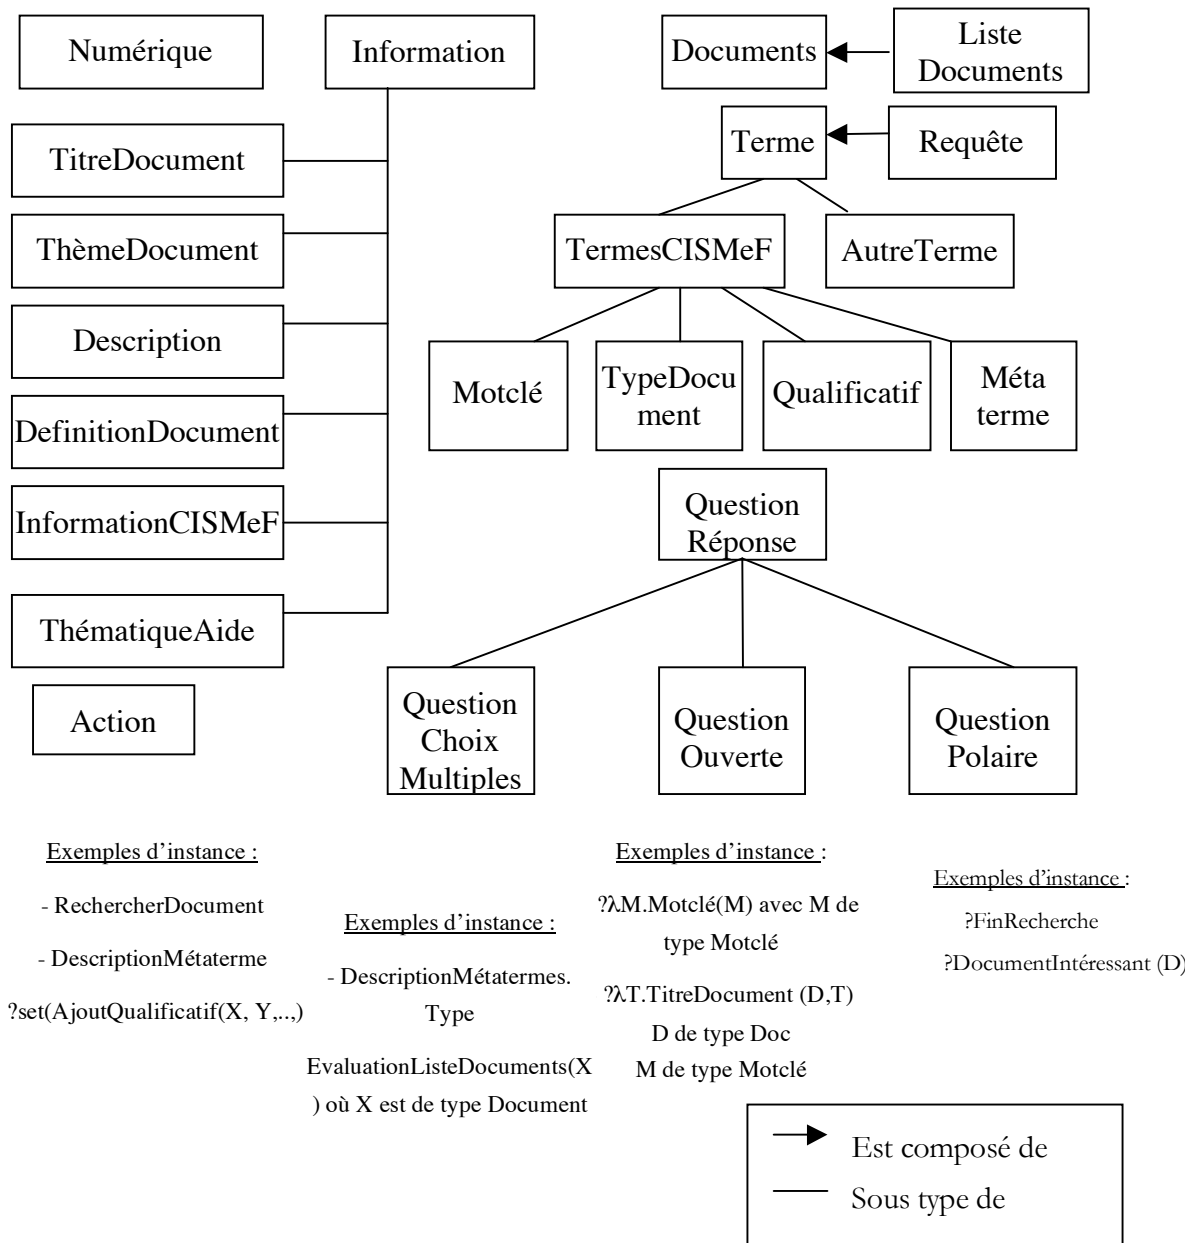 Numérique
Information
Documents
Liste
Documents
Terme
Requête
TitreDocument
ThèmeDocument
TermesCISMeF
AutreTerme
Description
Motclé
TypeDocu
ment
Qualificatif
Méta
terme
DefinitionDocument
InformationCISMeF
Question
Réponse
ThématiqueAide
Action
Question
Choix
Multiples
Question
Ouverte
Question
Polaire
Exemples d'instance :
- RechercherDocument
- DescriptionMétaterme
?set(AjoutQualificatif(X, Y,..,)
Exemples d'instance :
- DescriptionMétatermes.
Type
EvaluationListeDocuments(X
) où X est de type Document
Exemples d'instance :
?λM.Motclé(M) avec M de
type Motclé
?λT.TitreDocument (D,T)
D de type Doc
M de type Motclé
Exemples d'instance :
?FinRecherche
?DocumentIntéressant (D)
Est composé de
Sous type de